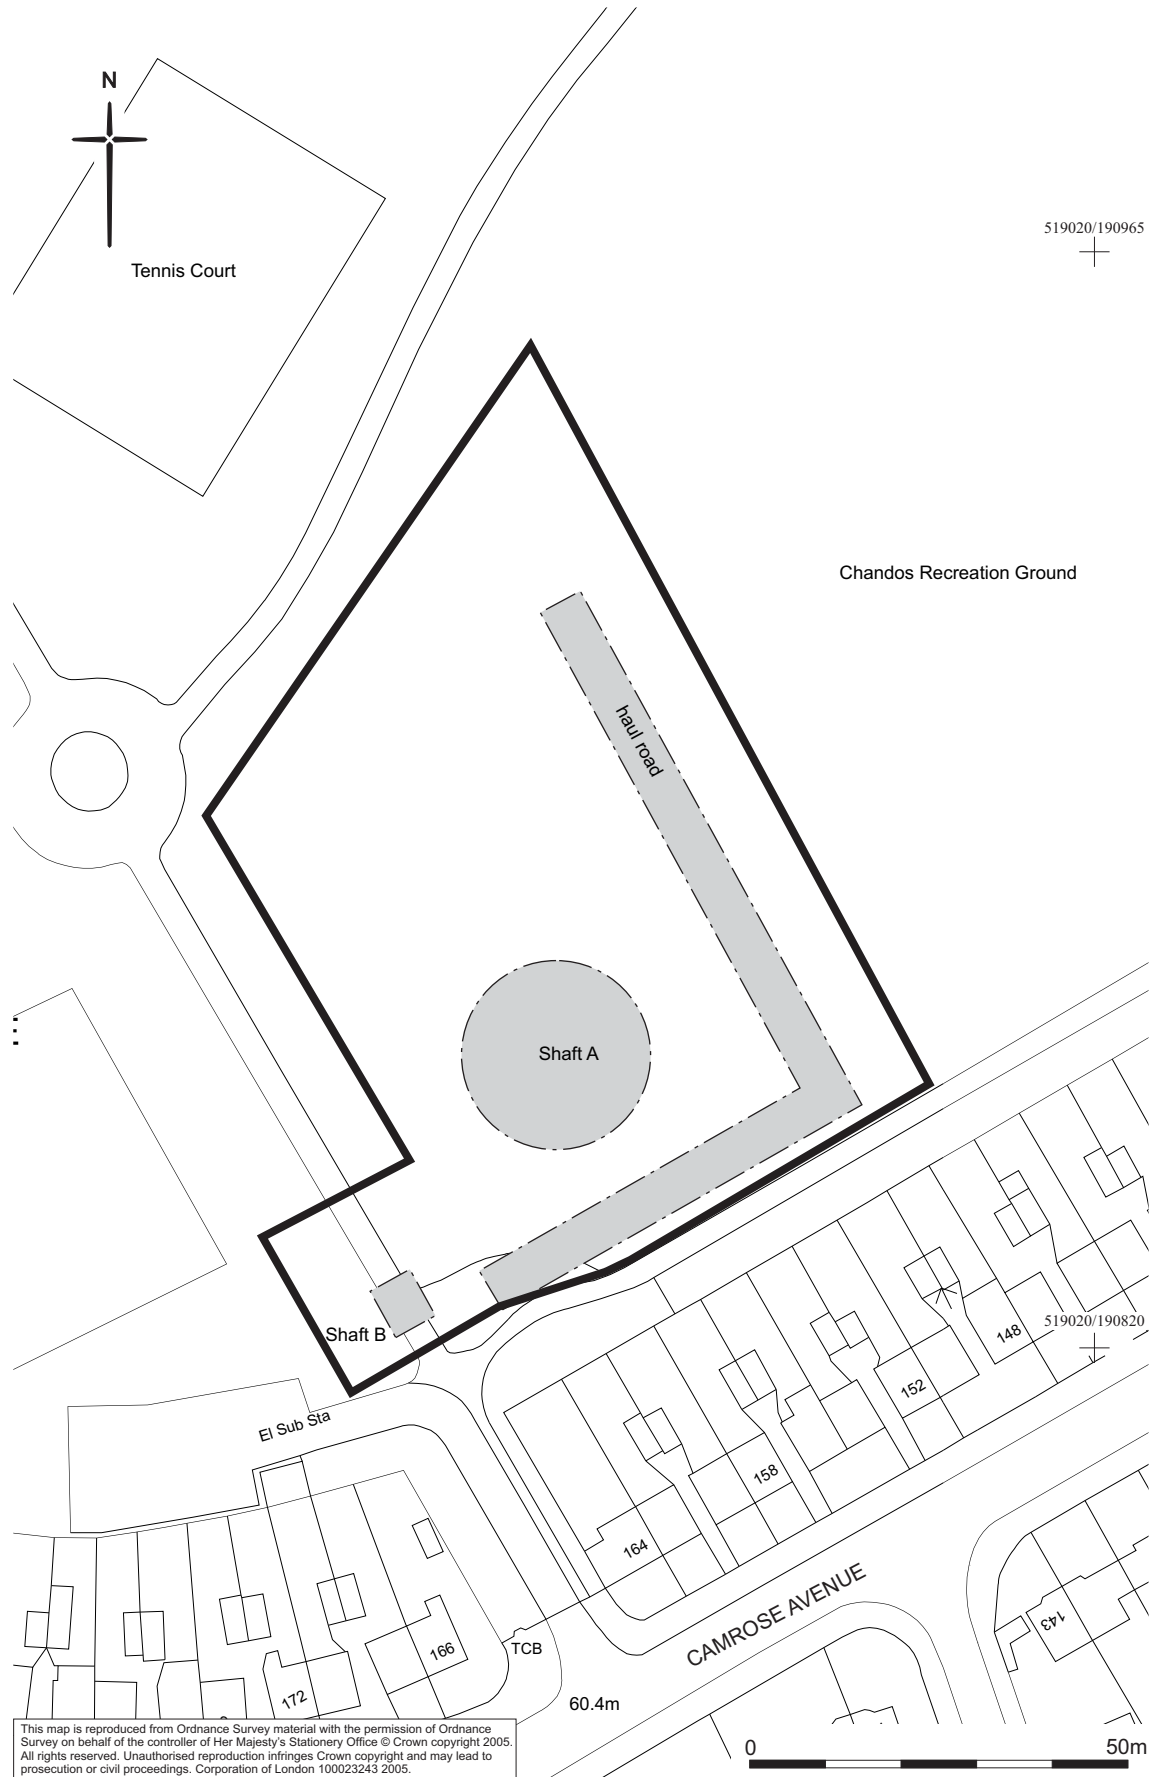 N
519020/190965
Tennis Court
Chandos Recreation Ground
haul road
Shaft A
Shaft B
519020/190820
148
152
El Sub Sta
158
164
CAMROSE AVENUE
143
166
TCB
172
60.4m
This map is reproduced from Ordnance Survey material with the permission of Ordnance
Survey on behalf of the controller of Her Majesty's Stationery Office © Crown copyright 2005.
All rights reserved. Unauthorised reproduction infringes Crown copyright and may lead to
prosecution or civil proceedings. Corporation of London 100023243 2005.
0
50m